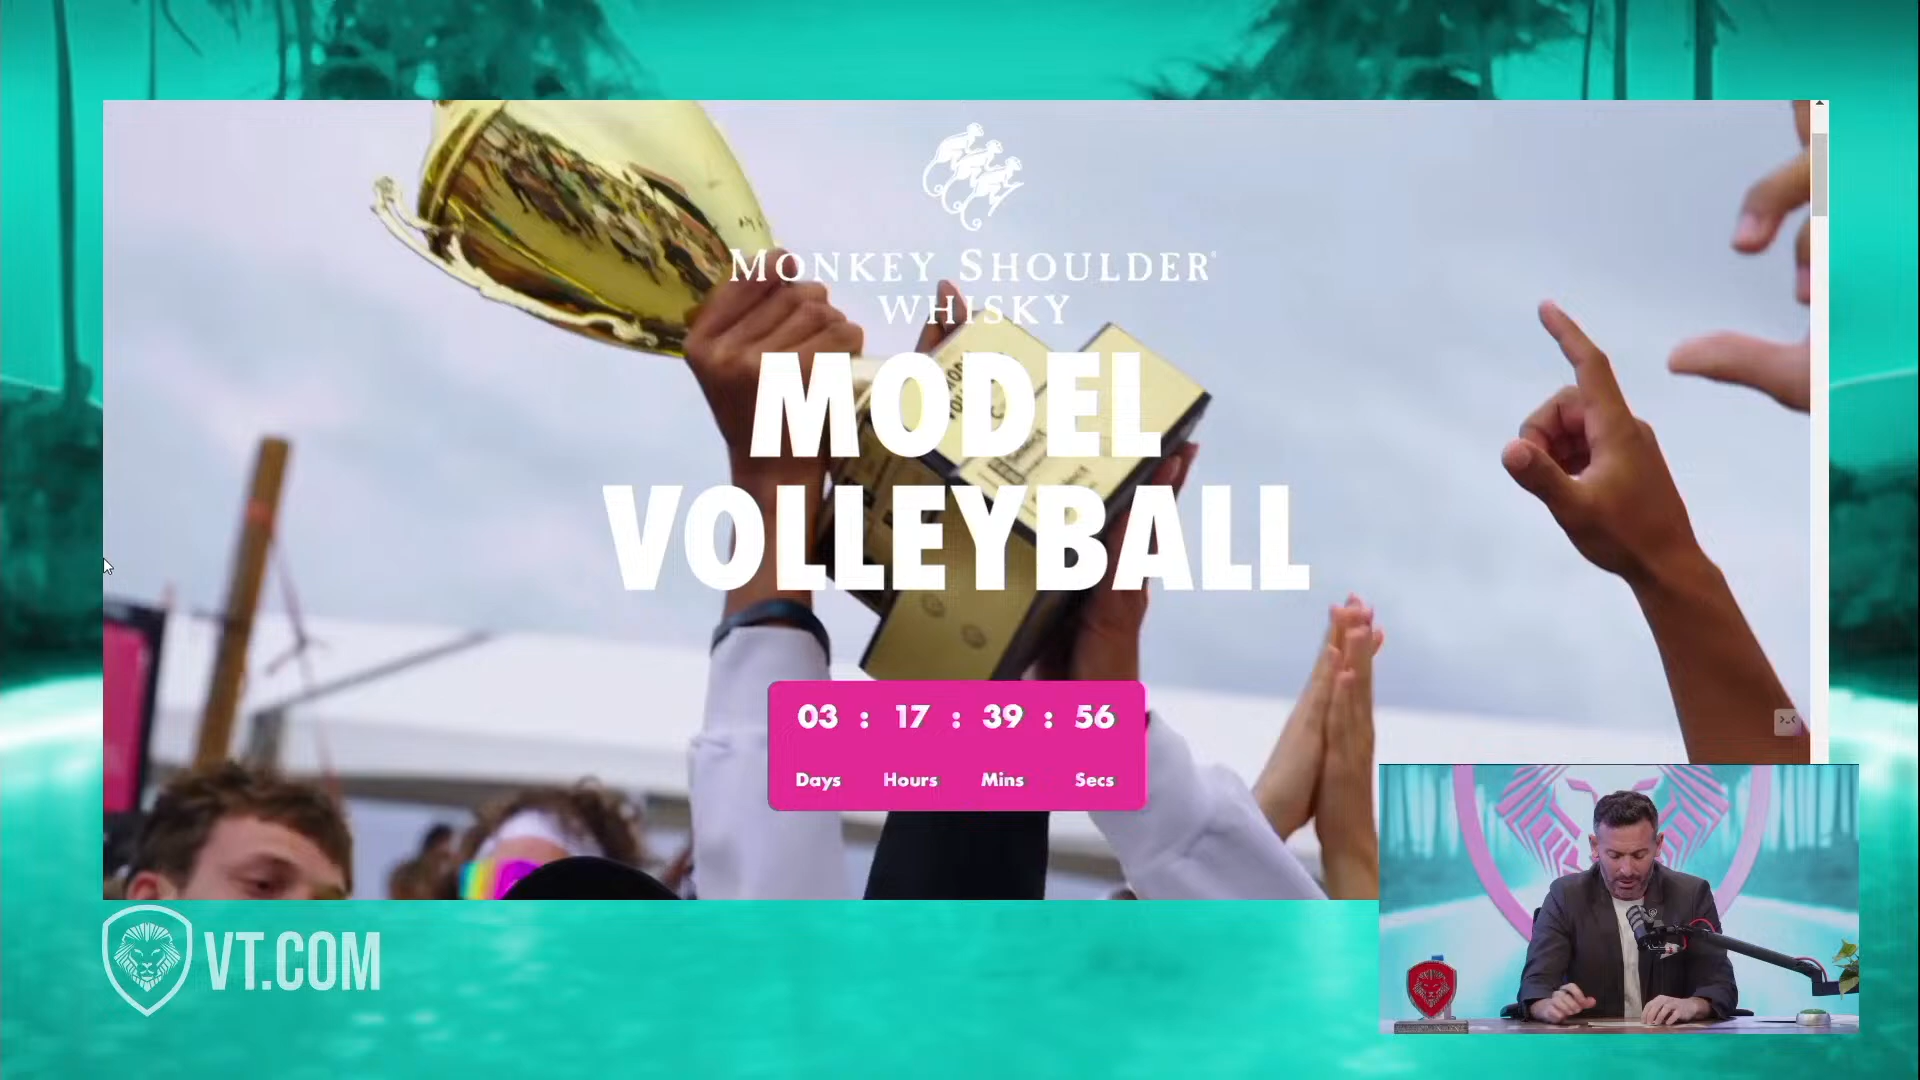 MONKEY SHOULDER
WHISKY
MODEL
VOLLEYBALL
03 : 17 : 39 : 56
Days Hours Mins Secs
VT.COM